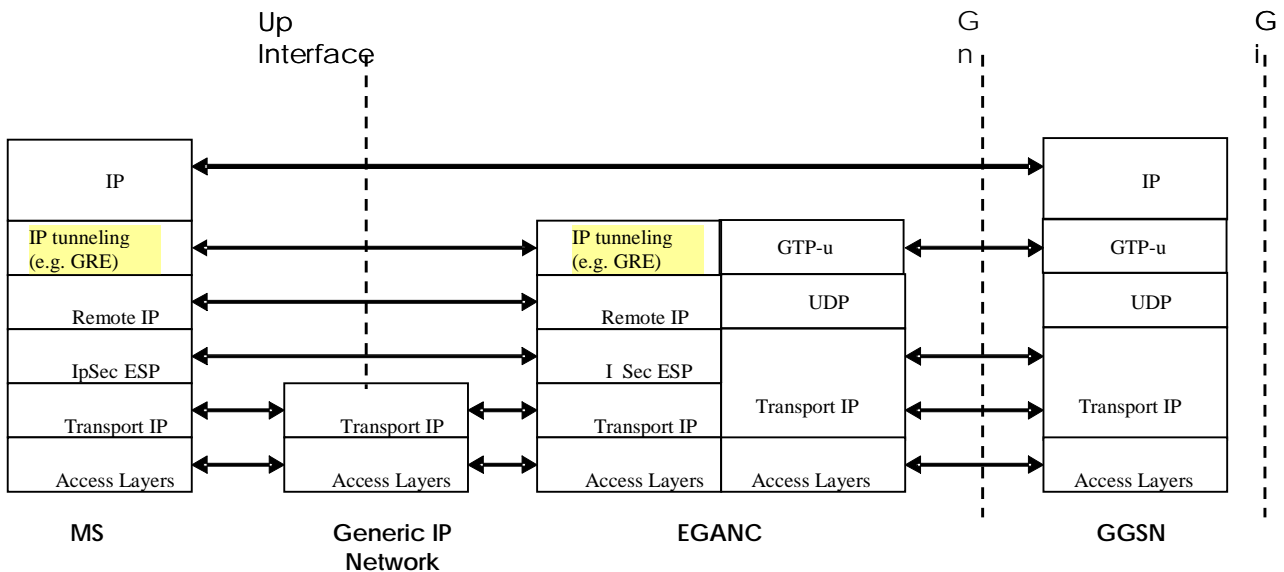 Up
Interface
G
n
G
i
IP
IP
IP tunneling
(e.g. GRE)
IP tunneling
(e.g. GRE)
GTP-u
GTP-u
Remote IP
Remote IP
UDP
UDP
IpSec ESP
I Sec ESP
Transport IP
Transport IP
Transport IP
Transport IP
Transport IP
Access Layers
Access Layers
Access Layers
Access Layers
Access Layers
MS
Generic IP
Network
EGANC
GGSN